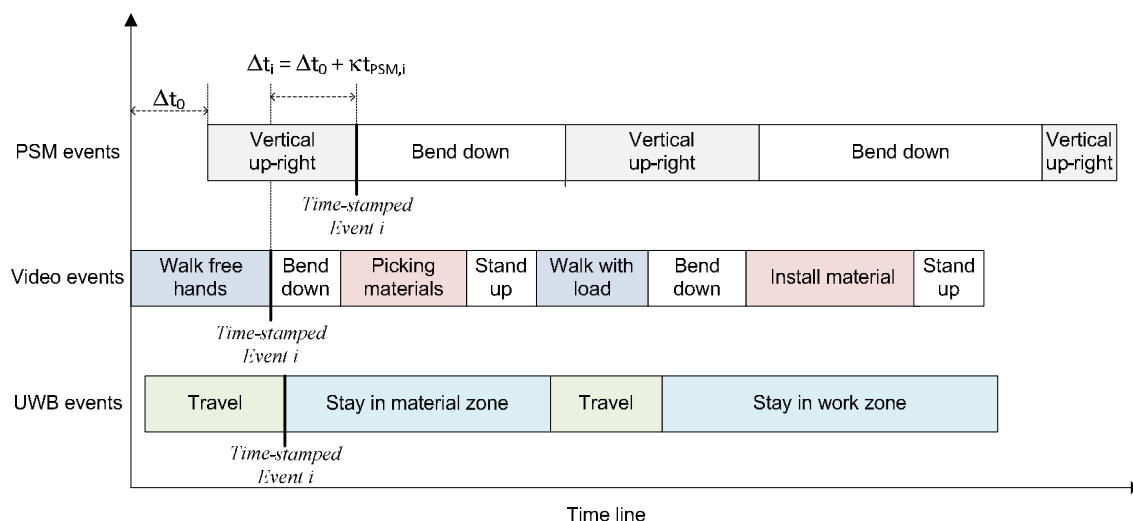 Δt₀
Δtᵢ = Δt₀ + κt_PSM,i
PSM events
Vertical
up-right
Bend down
Vertical
up-right
Bend down
Vertical
up-right
Time-stamped
Event i
Video events
Walk free
hands
Bend
down
Picking
materials
Stand
up
Walk with
load
Bend
down
Install material
Stand
up
Time-stamped
Event i
UWB events
Travel
Stay in material zone
Travel
Stay in work zone
Time-stamped
Event i
Time line